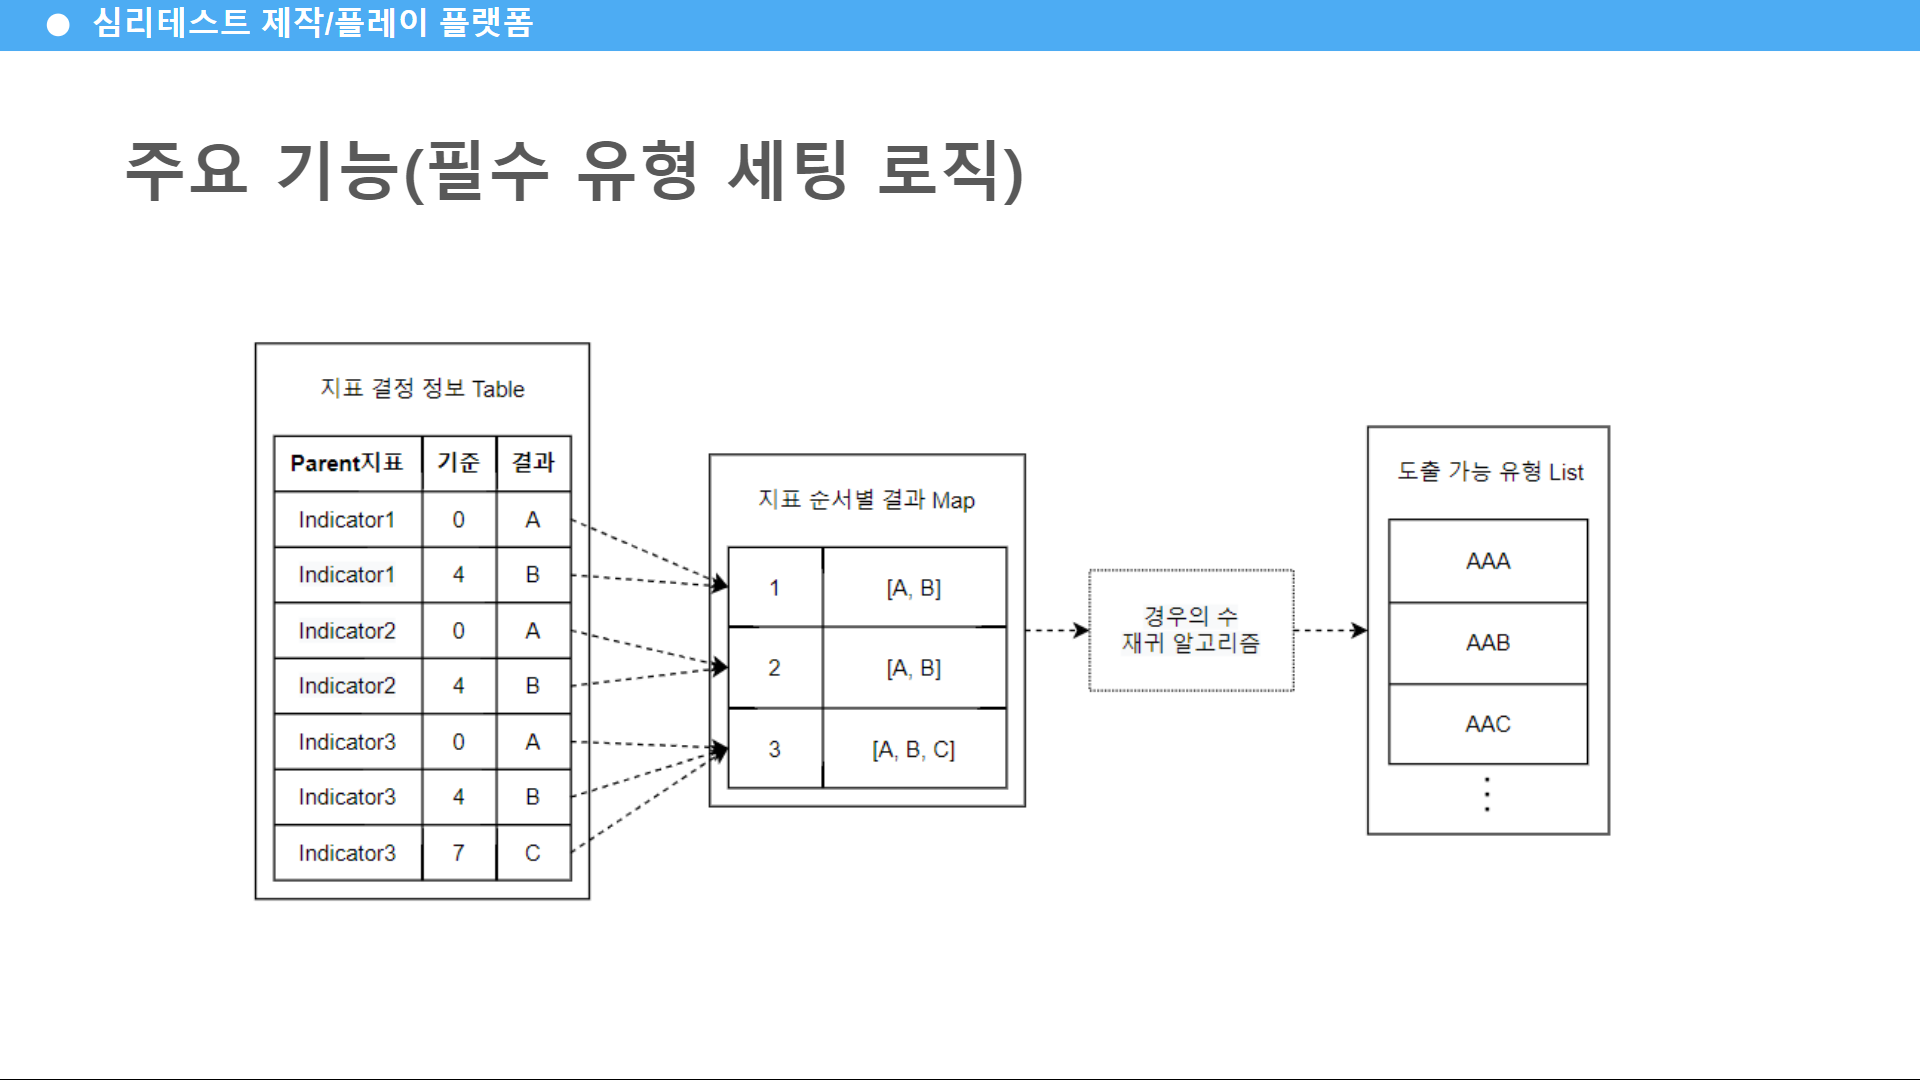 심리테스트 제작/플레이 플랫폼
주요 기능(필수 유형 세팅 로직)
지표 결정 정보 Table
Parent지표 기준 결과
Indicator1 0 A
Indicator1 4 B
Indicator2 0 A
Indicator2 4 B
Indicator3 0 A
Indicator3 4 B
Indicator3 7 C
지표 순서별 결과 Map
1 [A, B]
2 [A, B]
3 [A, B, C]
경우의 수
재귀 알고리즘
도출 가능 유형 List
AAA
AAB
AAC